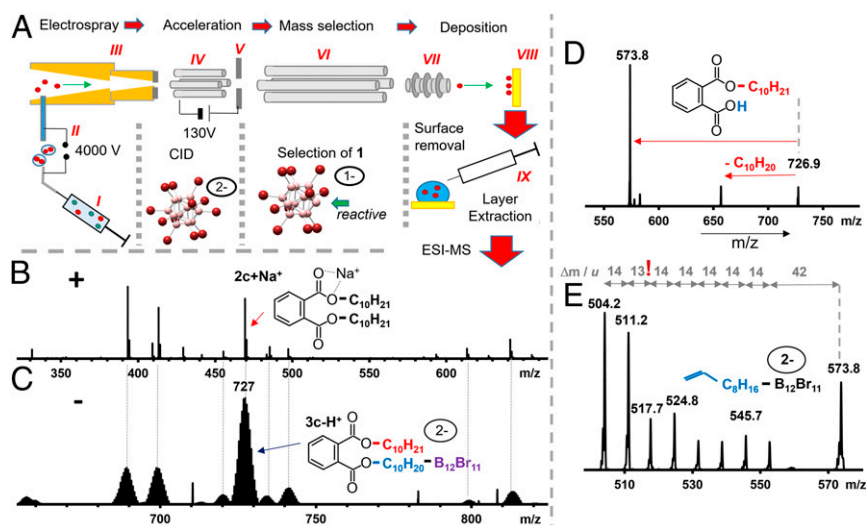 A
Electrospray
Acceleration
Mass selection
Deposition
III
IV
V
VI
VII
VIII
II
4000 V
I
130V
CID
2-
Selection of 1
1-
reactive
Surface
removal
IX
Layer
Extraction
ESI-MS
B
+
2c+Na⁺
O
Na⁺
O
C₁₀H₂₁
O
C₁₀H₂₁
O
350 400 450 500 550 600 m/z
C
-
727
3c-H⁺
2-
O
O
C₁₀H₂₁
O
C₁₀H₂₀
B₁₂Br₁₁
O
700 750 800 m/z
D
573.8
O
O
C₁₀H₂₁
OH
O
- C₁₀H₂₀
726.9
550 600 650 700 750
m/z
Δm / u 14 13 ! 14 14 14 14 14 42
E
504.2
511.2
517.7
524.8
545.7
573.8
2-
C₈H₁₆
B₁₂Br₁₁
510 530 550 570 m/z